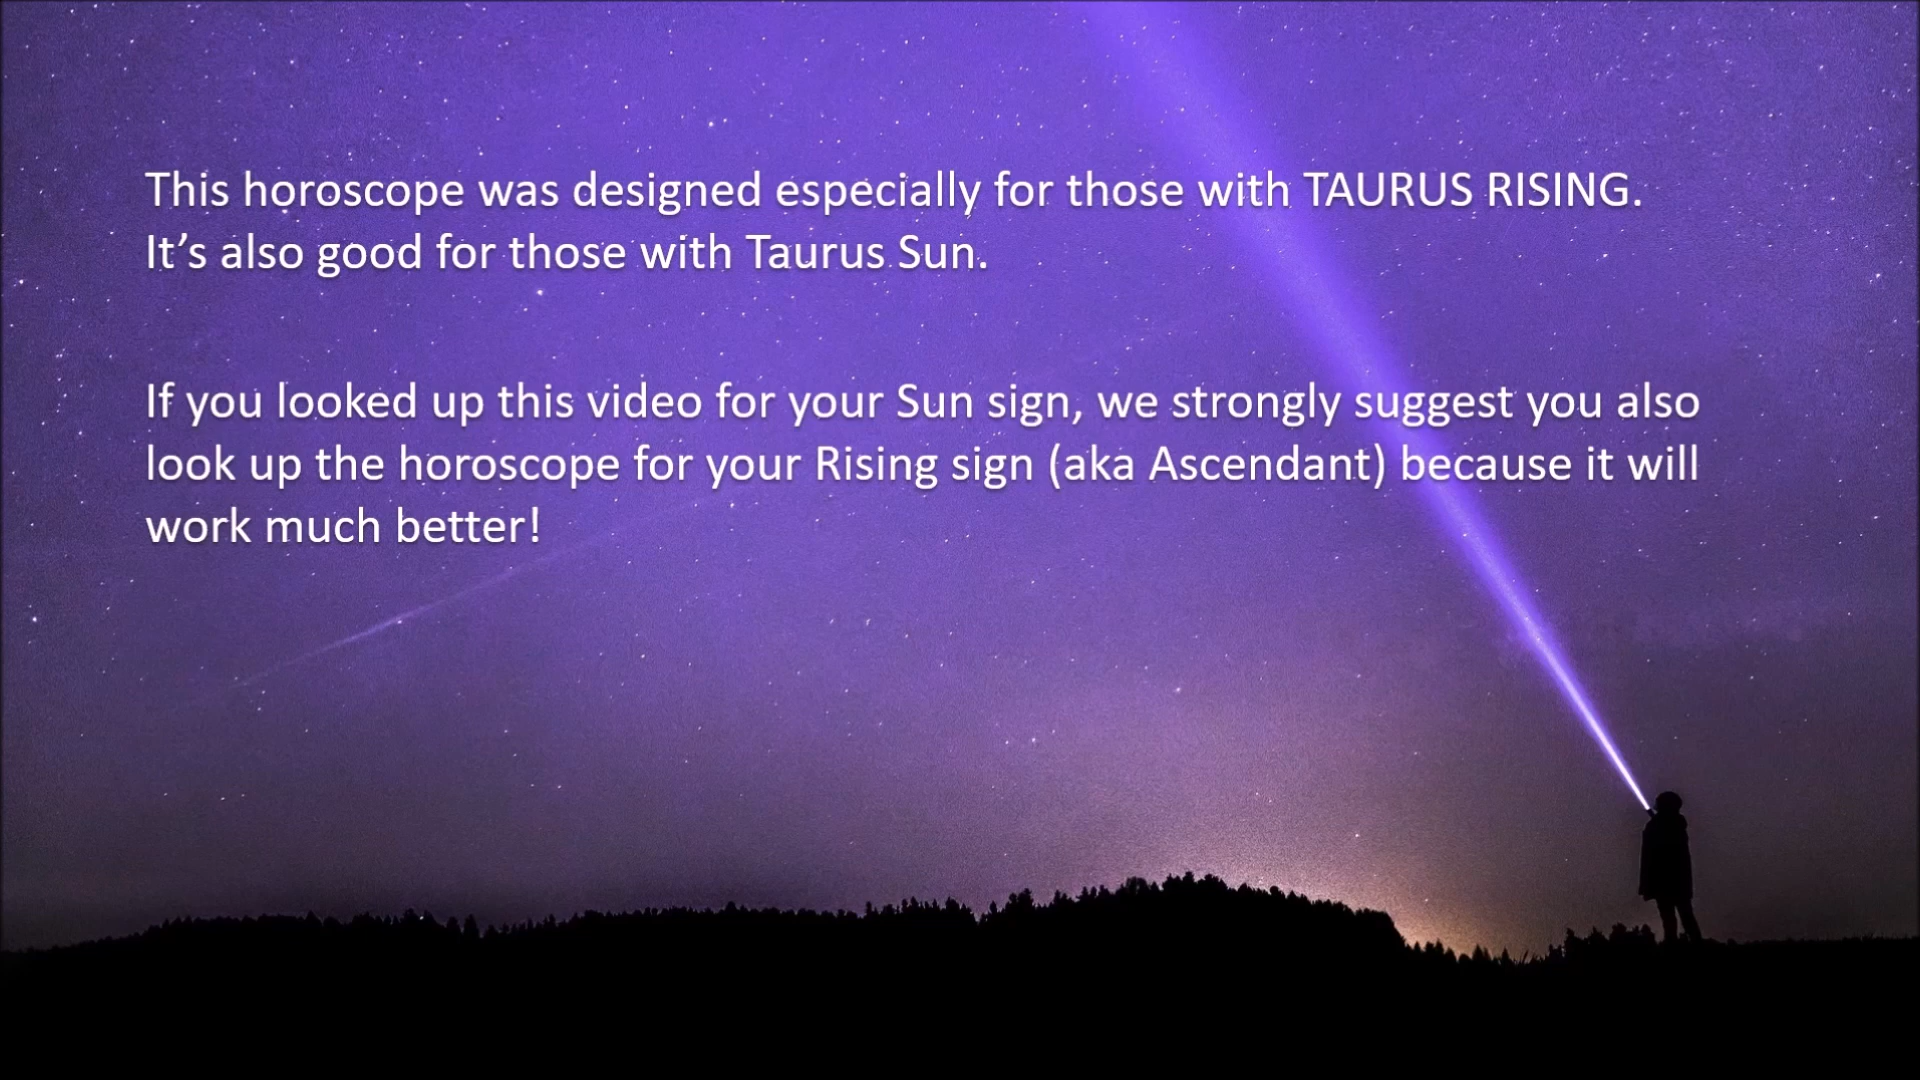 This horoscope was designed especially for those with TAURUS RISING.
It’s also good for those with Taurus Sun.
If you looked up this video for your Sun sign, we strongly suggest you also
look up the horoscope for your Rising sign (aka Ascendant) because it will
work much better!